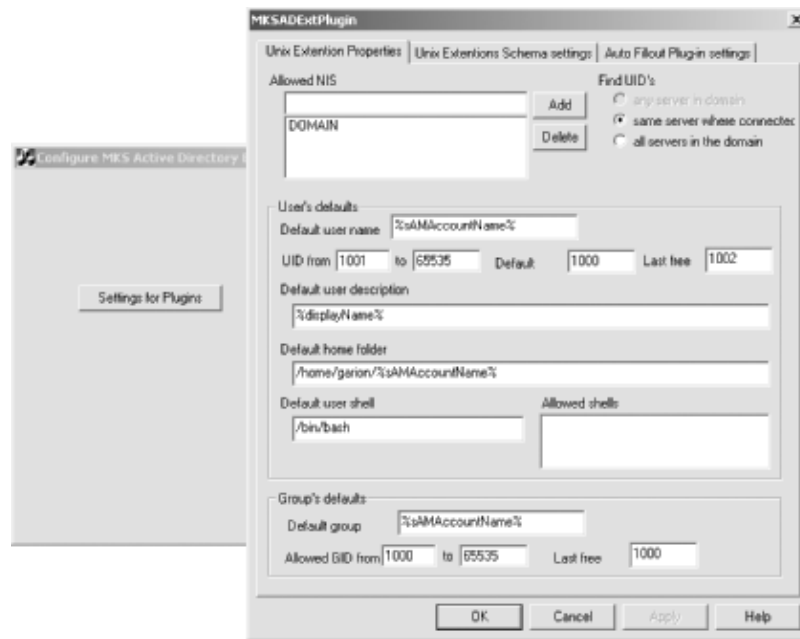 Configure MKS Active Directory
Settings for Plugins
MKSADExtPlugin
Unix Extention Properties
Unix Extentions Schema settings
Auto Fillout Plug-in settings
Allowed NIS
Add
DOMAIN
Delete
Find UID's
any server in domain
same server where connected
all servers in the domain
User's defaults
Default user name %sAMAccountName%
UID from 1001 to 65535 Default 1000 Last free 1002
Default user description
%displayName%
Default home folder
/home/garion/%sAMAccountName%
Default user shell
/bin/bash
Allowed shells
Group's defaults
Default group %sAMAccountName%
Allowed GID from 1000 to 65535 Last free 1000
OK Cancel Apply Help